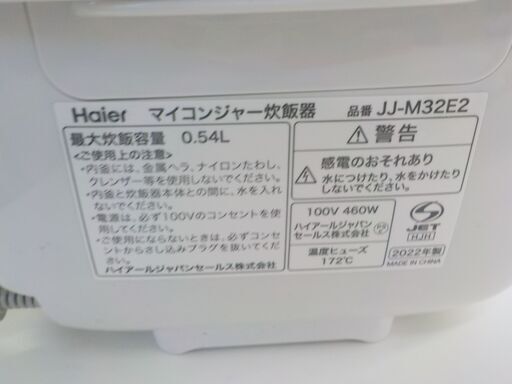 Haier マイコンジャー炊飯器 品番 JJ-M32E2
最大炊飯容量 0.54L
<ご使用上の注意>
・内釜には、金属ヘラ、ナイロンたわし、
クレンザー等を使用しないでください。
・内釜と炊飯器本体との間に、水を入れ
ないでください。
・電源は、必ず100Vのコンセントを使
用してください。
・ご使用にならないときは、必ずコンセ
ントからさし込みプラグを抜いてくだ
さい。
ハイアールジャパンセールス株式会社
警告
感電のおそれあり
水につけたり、水をかけたり
しないでください。
100V 460W
ハイアールジャパン
セールス株式会社
温度ヒューズ
172℃
PS
E
S
JET
HJH
2022年製
MADE IN CHINA